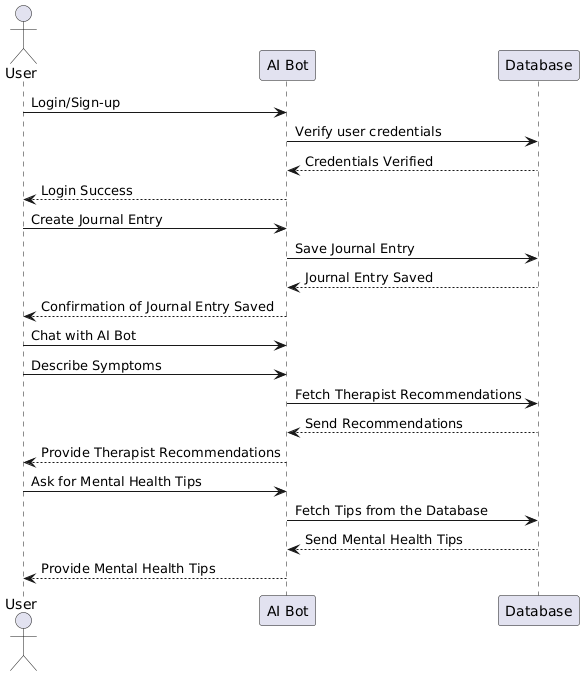 User
AI Bot
Database
Login/Sign-up
Verify user credentials
Credentials Verified
Login Success
Create Journal Entry
Save Journal Entry
Journal Entry Saved
Confirmation of Journal Entry Saved
Chat with AI Bot
Describe Symptoms
Fetch Therapist Recommendations
Send Recommendations
Provide Therapist Recommendations
Ask for Mental Health Tips
Fetch Tips from the Database
Send Mental Health Tips
Provide Mental Health Tips
User
AI Bot
Database